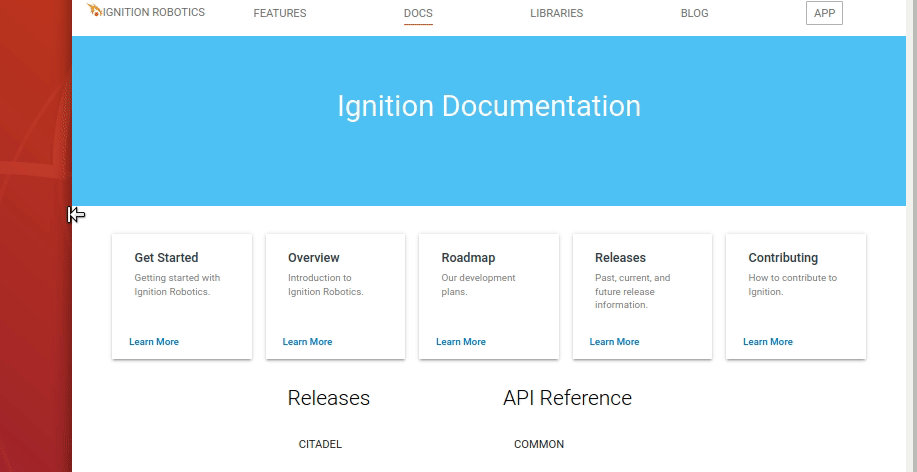 IGNITION ROBOTICS
FEATURES
DOCS
LIBRARIES
BLOG
APP
Ignition Documentation
Get Started
Getting started with
Ignition Robotics.
Learn More
Overview
Introduction to
Ignition Robotics.
Learn More
Roadmap
Our development
plans.
Learn More
Releases
Past, current, and
future release
information.
Learn More
Contributing
How to contribute to
Ignition.
Learn More
Releases
API Reference
CITADEL
COMMON